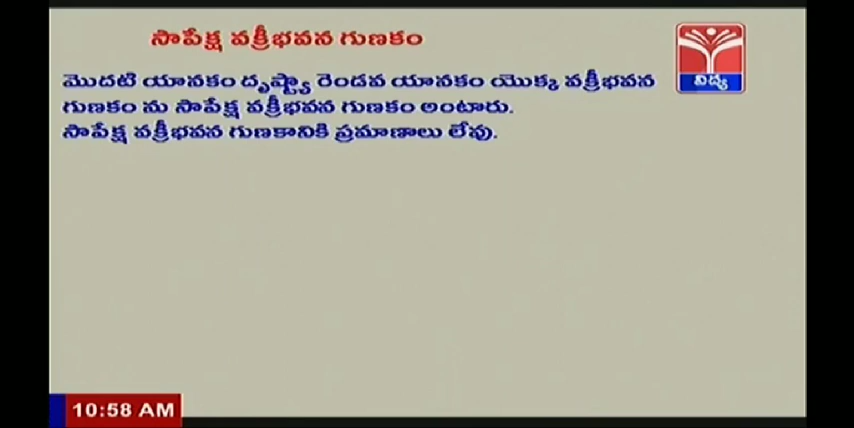 సాపేక్ష వక్రీభవన గుణకం
మొదటి యానకం దృష్ట్యా రెండవ యానకం యొక్క వక్రీభవన
గుణకం ను సాపేక్ష వక్రీభవన గుణకం అంటారు.
సాపేక్ష వక్రీభవన గుణకానికి ప్రమాణాలు లేవు.
విద్య
10:58 AM